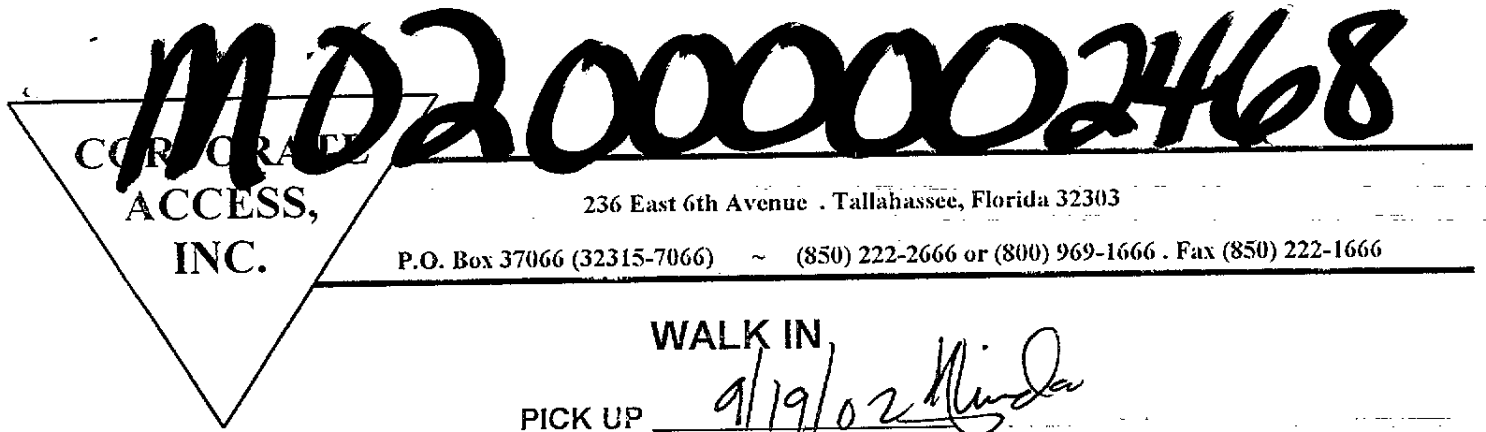 M02000002468
CORPORATE
ACCESS,
INC.
236 East 6th Avenue . Tallahassee, Florida 32303
P.O. Box 37066 (32315-7066) ~ (850) 222-2666 or (800) 969-1666 . Fax (850) 222-1666
WALK IN
PICK UP 9/19/02